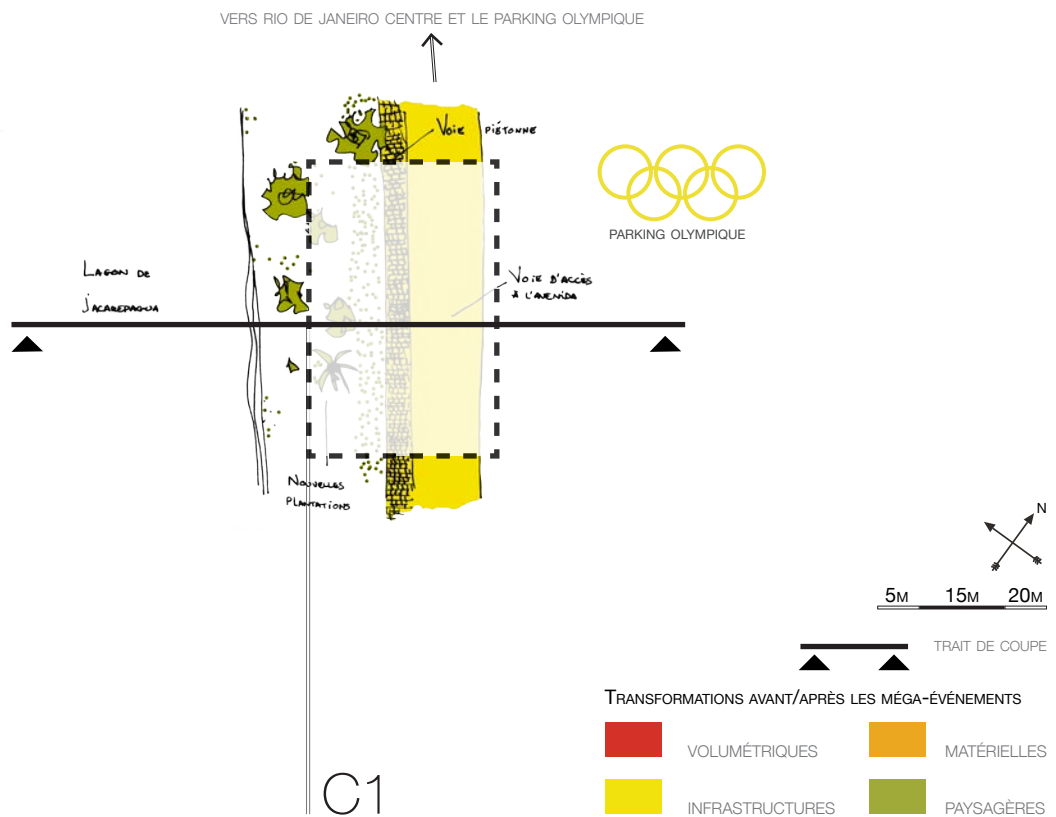 VERS RIO DE JANEIRO CENTRE ET LE PARKING OLYMPIQUE
VOIE PIÉTONNE
PARKING OLYMPIQUE
LAGON DE
JACAREPAGUA
VOIE D'ACCÈS
À L'AVENIDA
NOUVELLES
PLANTATIONS
N
5M 15M 20M
TRAIT DE COUPE
TRANSFORMATIONS AVANT/APRÈS LES MÉGA-ÉVÉNEMENTS
VOLUMÉTRIQUES
MATÉRIELLES
INFRASTRUCTURES
PAYSAGÈRES
C1